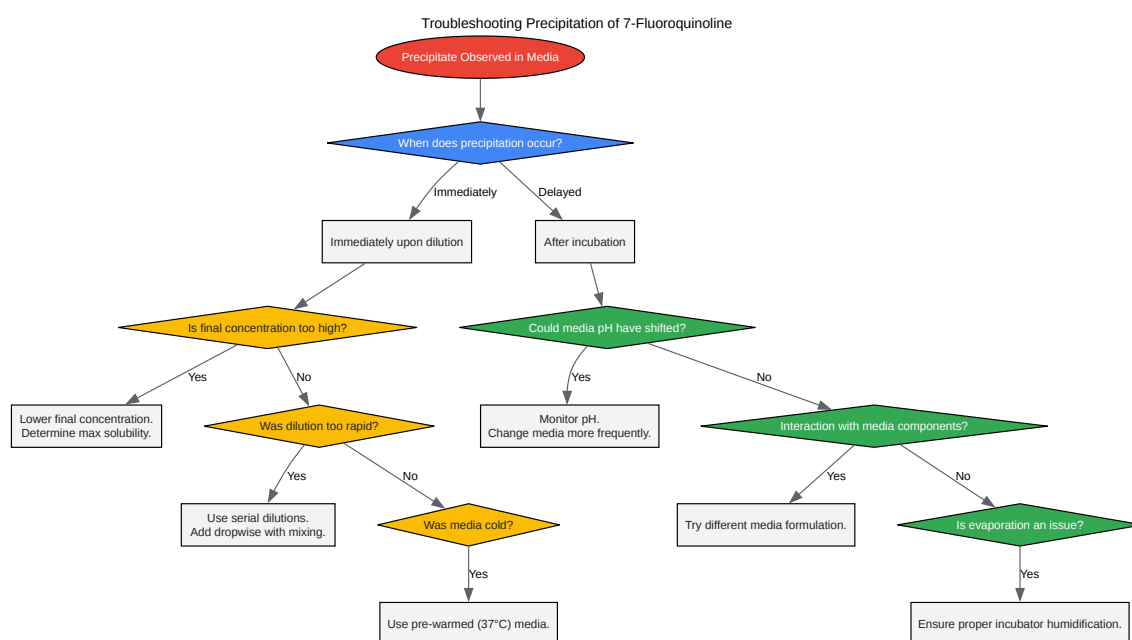 Troubleshooting Precipitation of 7-Fluoroquinoline
Precipitate Observed in Media
When does precipitation occur?
Immediately
Delayed
Immediately upon dilution
After incubation
Is final concentration too high?
Could media pH have shifted?
Yes
No
Yes
No
Lower final concentration.
Determine max solubility.
Was dilution too rapid?
Monitor pH.
Change media more frequently.
Interaction with media components?
Yes
No
Yes
No
Use serial dilutions.
Add dropwise with mixing.
Was media cold?
Try different media formulation.
Is evaporation an issue?
Yes
Yes
Use pre-warmed (37°C) media.
Ensure proper incubator humidification.